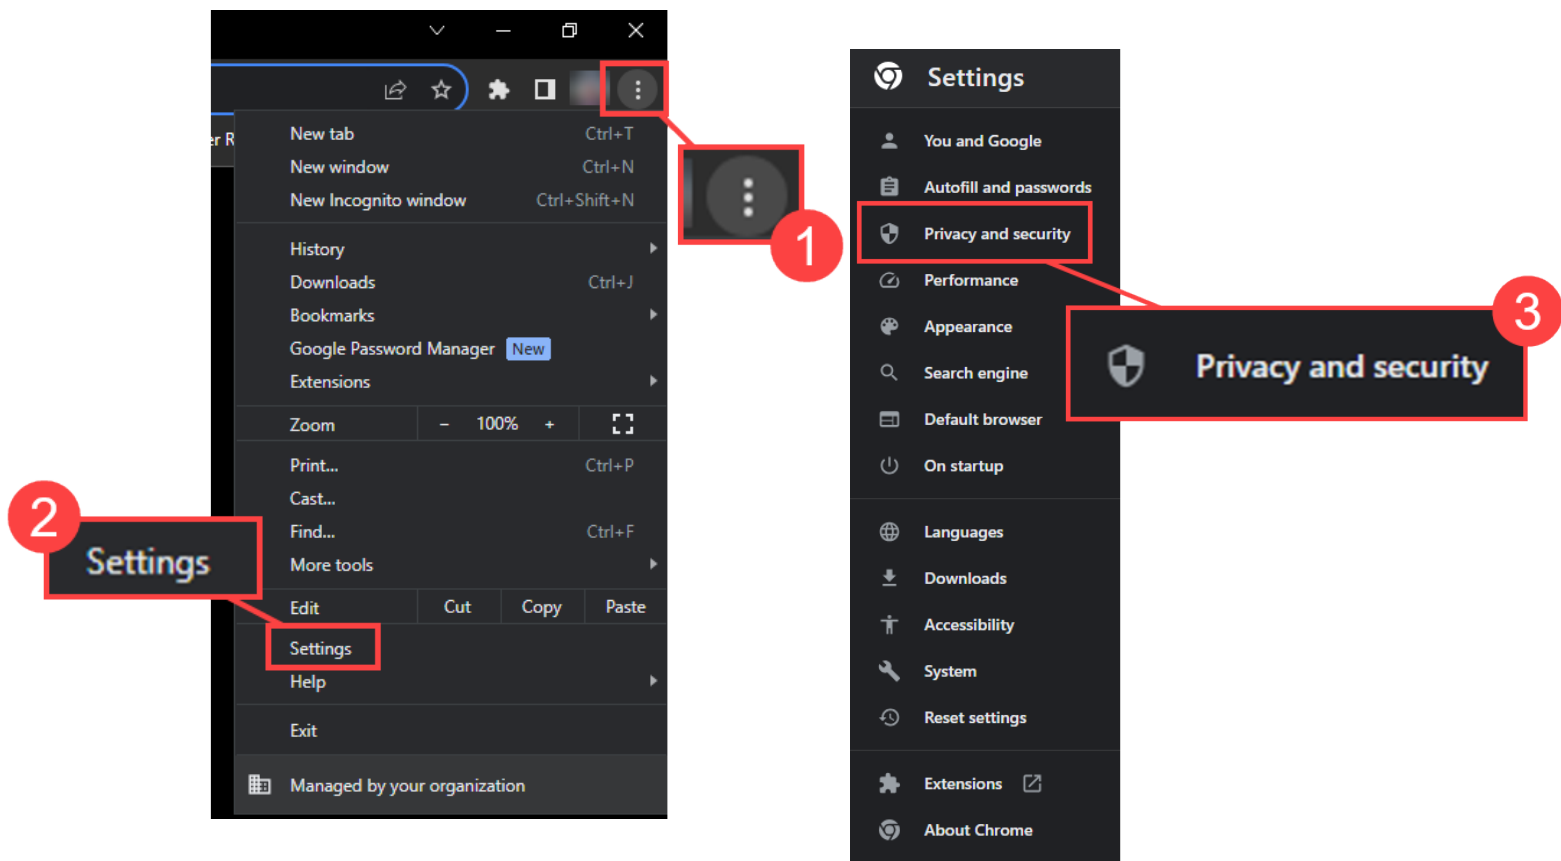 er R
New tab Ctrl+T
New window Ctrl+N
New Incognito window Ctrl+Shift+N
History
Downloads Ctrl+J
Bookmarks
Google Password Manager New
Extensions
Zoom - 100% +
Print... Ctrl+P
Cast...
Find... Ctrl+F
More tools
Edit Cut Copy Paste
Settings
Help
Exit
Managed by your organization
1
2
Settings
Settings
You and Google
Autofill and passwords
Privacy and security
Performance
Appearance
Search engine
Default browser
On startup
Languages
Downloads
Accessibility
System
Reset settings
Extensions
About Chrome
3
Privacy and security